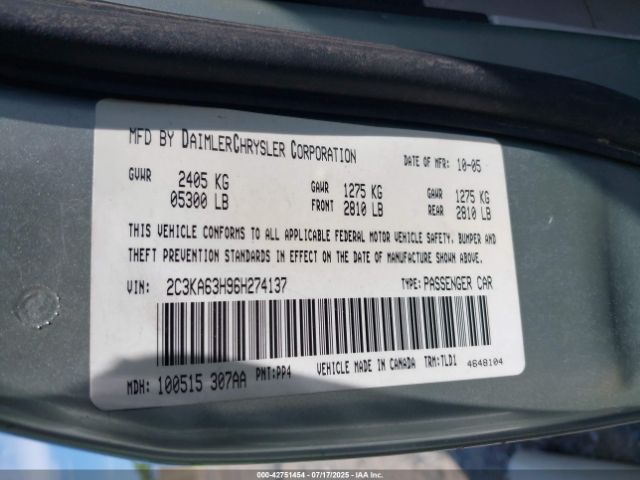 MFD BY DAIMLERCHRYSLER CORPORATION DATE OF MFR: 10-05
GVWR 2405 KG GAWR 1275 KG GAWR 1275 KG
05300 LB FRONT 2810 LB REAR 2810 LB
THIS VEHICLE CONFORMS TO ALL APPLICABLE FEDERAL MOTOR VEHICLE SAFETY, BUMPER AND
THEFT PREVENTION STANDARDS IN EFFECT ON THE DATE OF MANUFACTURE SHOWN ABOVE.
VIN: 2C3KA63H96H274137 TYPE: PASSENGER CAR
MDH: 100515 307AA PNT: PP4 VEHICLE MADE IN CANADA TRM: TLD1 4648104
000-42751454 - 07/17/2025 - IAA Inc.